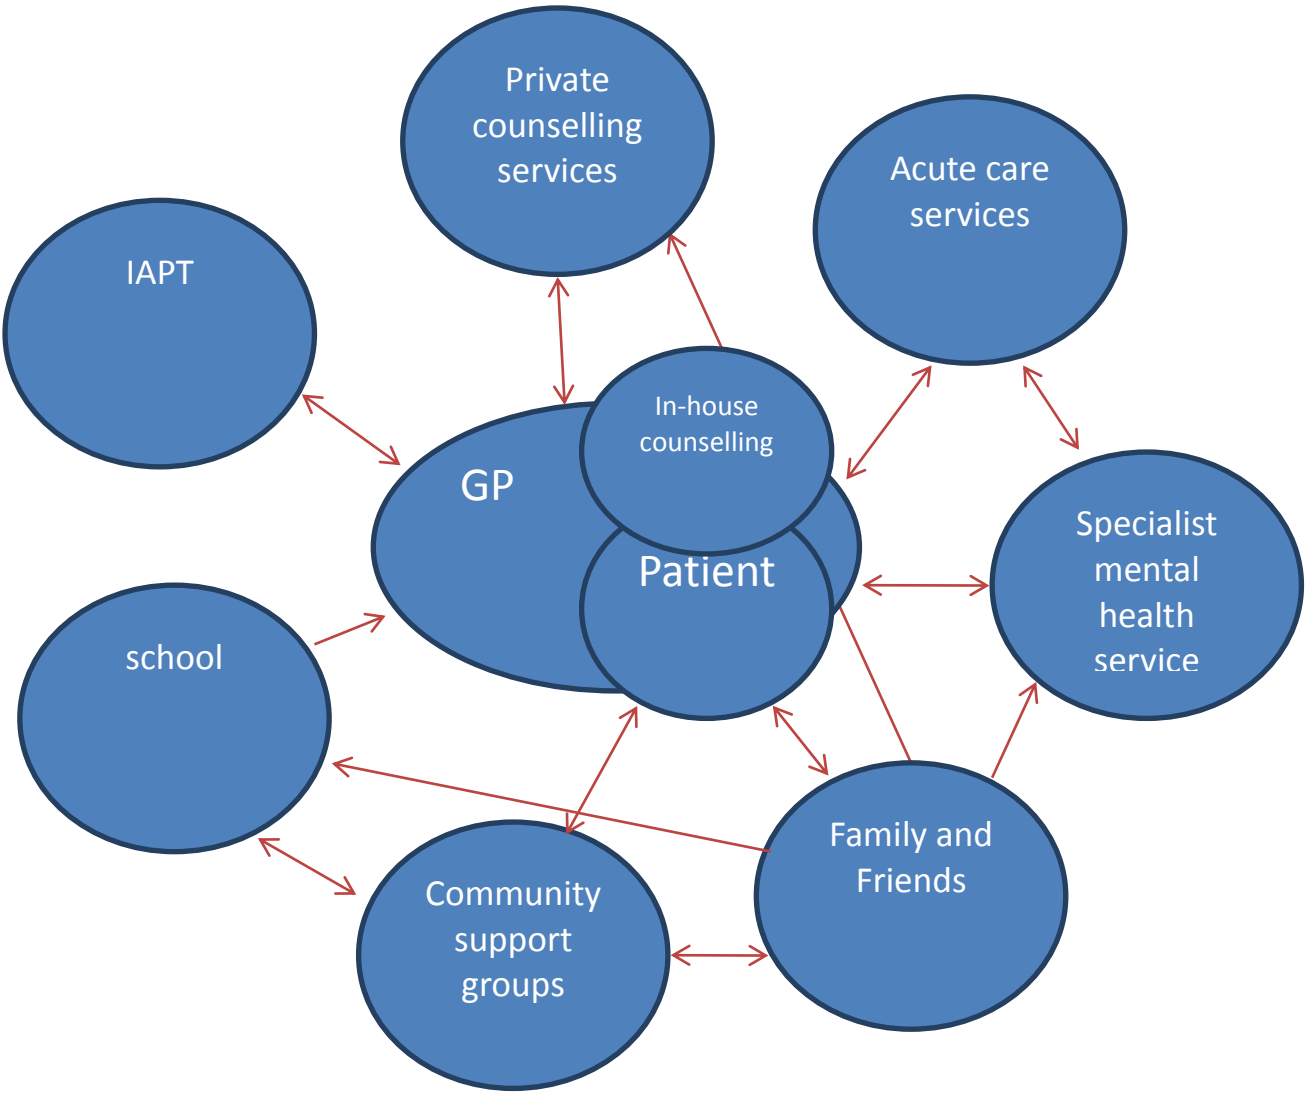 Private
counselling
services
Acute care
services
IAPT
In-house
counselling
GP
Specialist
mental
health
service
Patient
school
Family and
Friends
Community
support
groups